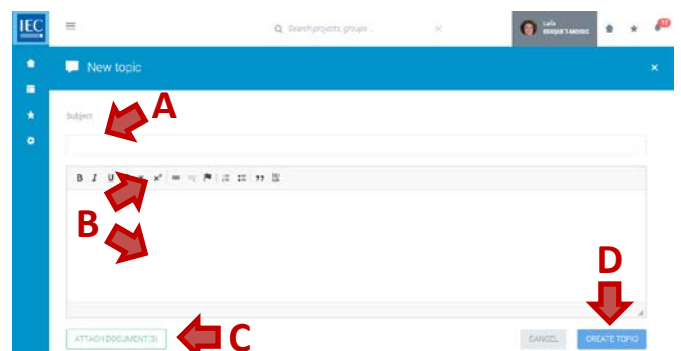 IEC
Search projects, groups ...
Laila
New topic
A
Subject
B I U
B
D
C
ATTACH DOCUMENT(S)
CANCEL
CREATE TOPIC